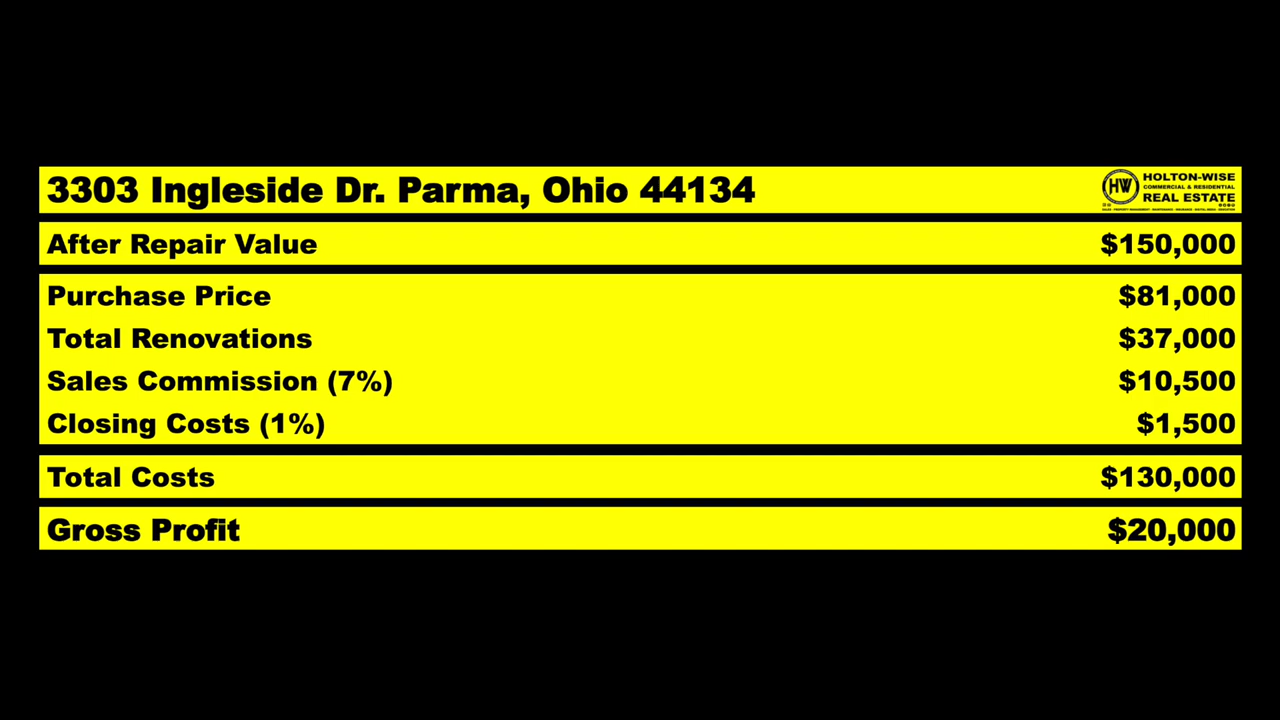 3303 Ingleside Dr. Parma, Ohio 44134
HW
HOLTON-WISE
COMMERCIAL & RESIDENTIAL
REAL ESTATE
After Repair Value $150,000
Purchase Price $81,000
Total Renovations $37,000
Sales Commission (7%) $10,500
Closing Costs (1%) $1,500
Total Costs $130,000
Gross Profit $20,000